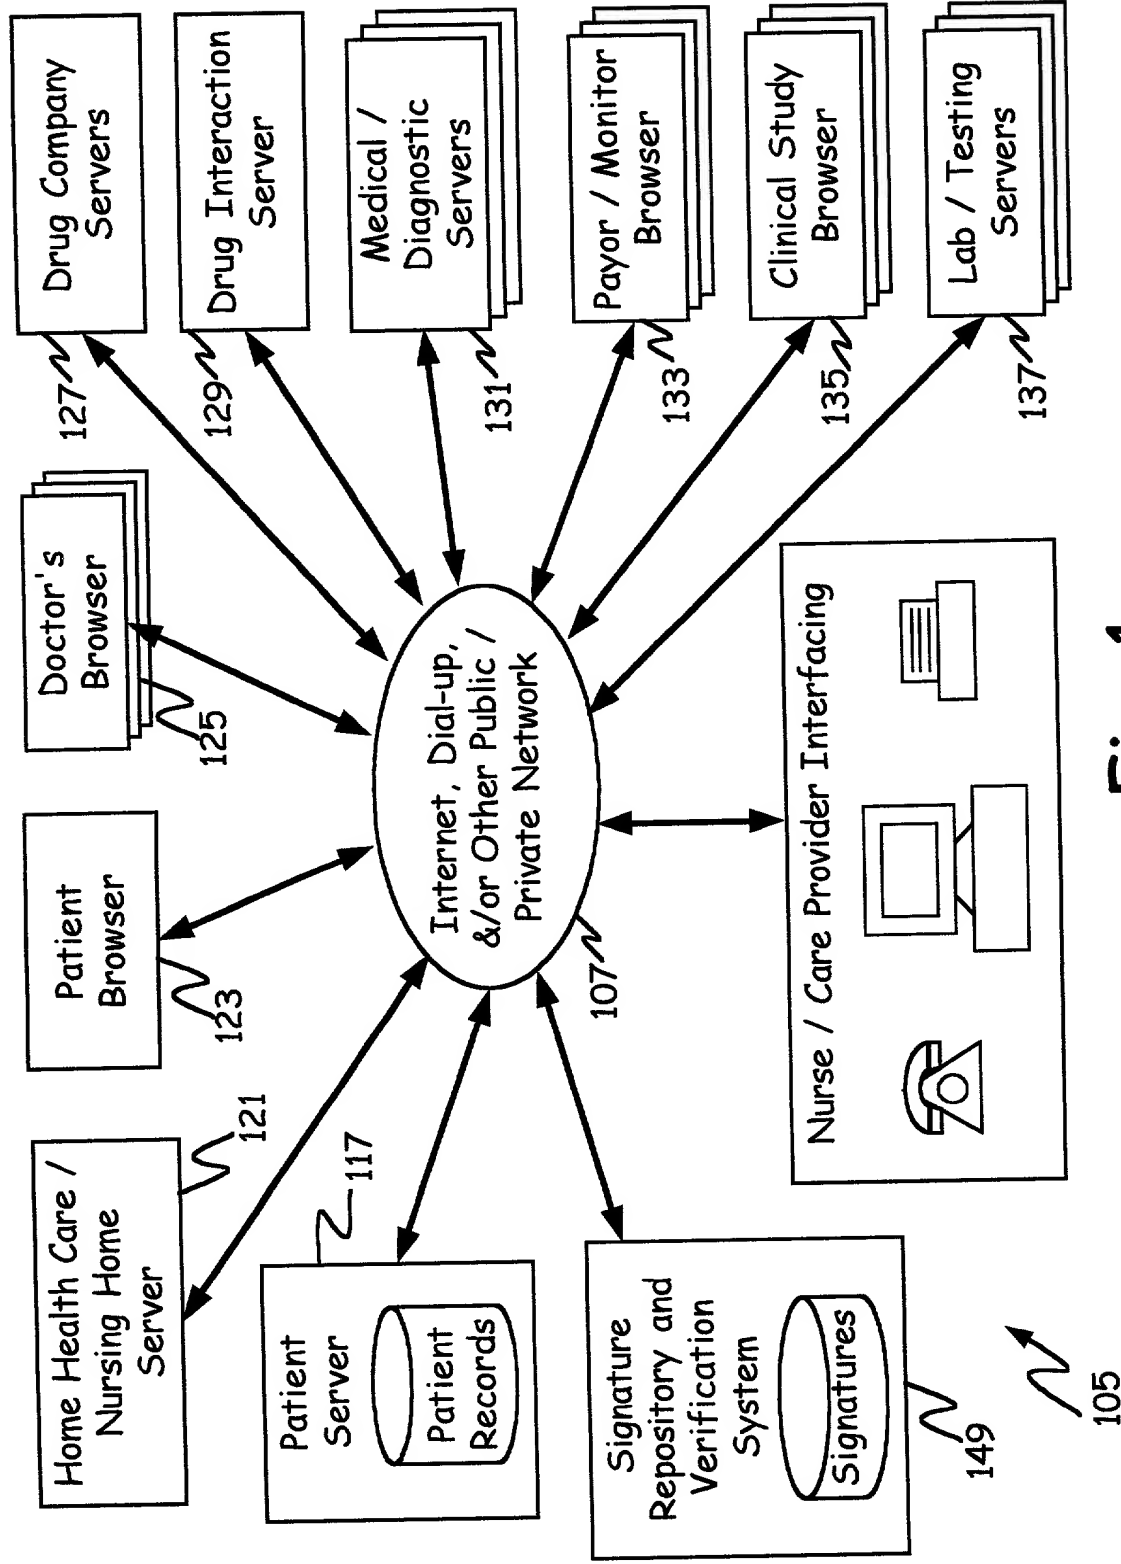 Home Health Care /
Nursing Home
Server
121
Patient
Browser
123
Doctor's
Browser
125
Drug Company
Servers
127
Drug Interaction
Server
129
Medical /
Diagnostic
Servers
131
Payor / Monitor
Browser
133
Clinical Study
Browser
135
Lab / Testing
Servers
137
Patient
Server
Patient
Records
117
Internet, Dial-up,
&/or Other Public /
Private Network
107
Signature
Repository and
Verification
System
Signatures
149
Nurse / Care Provider Interfacing
105